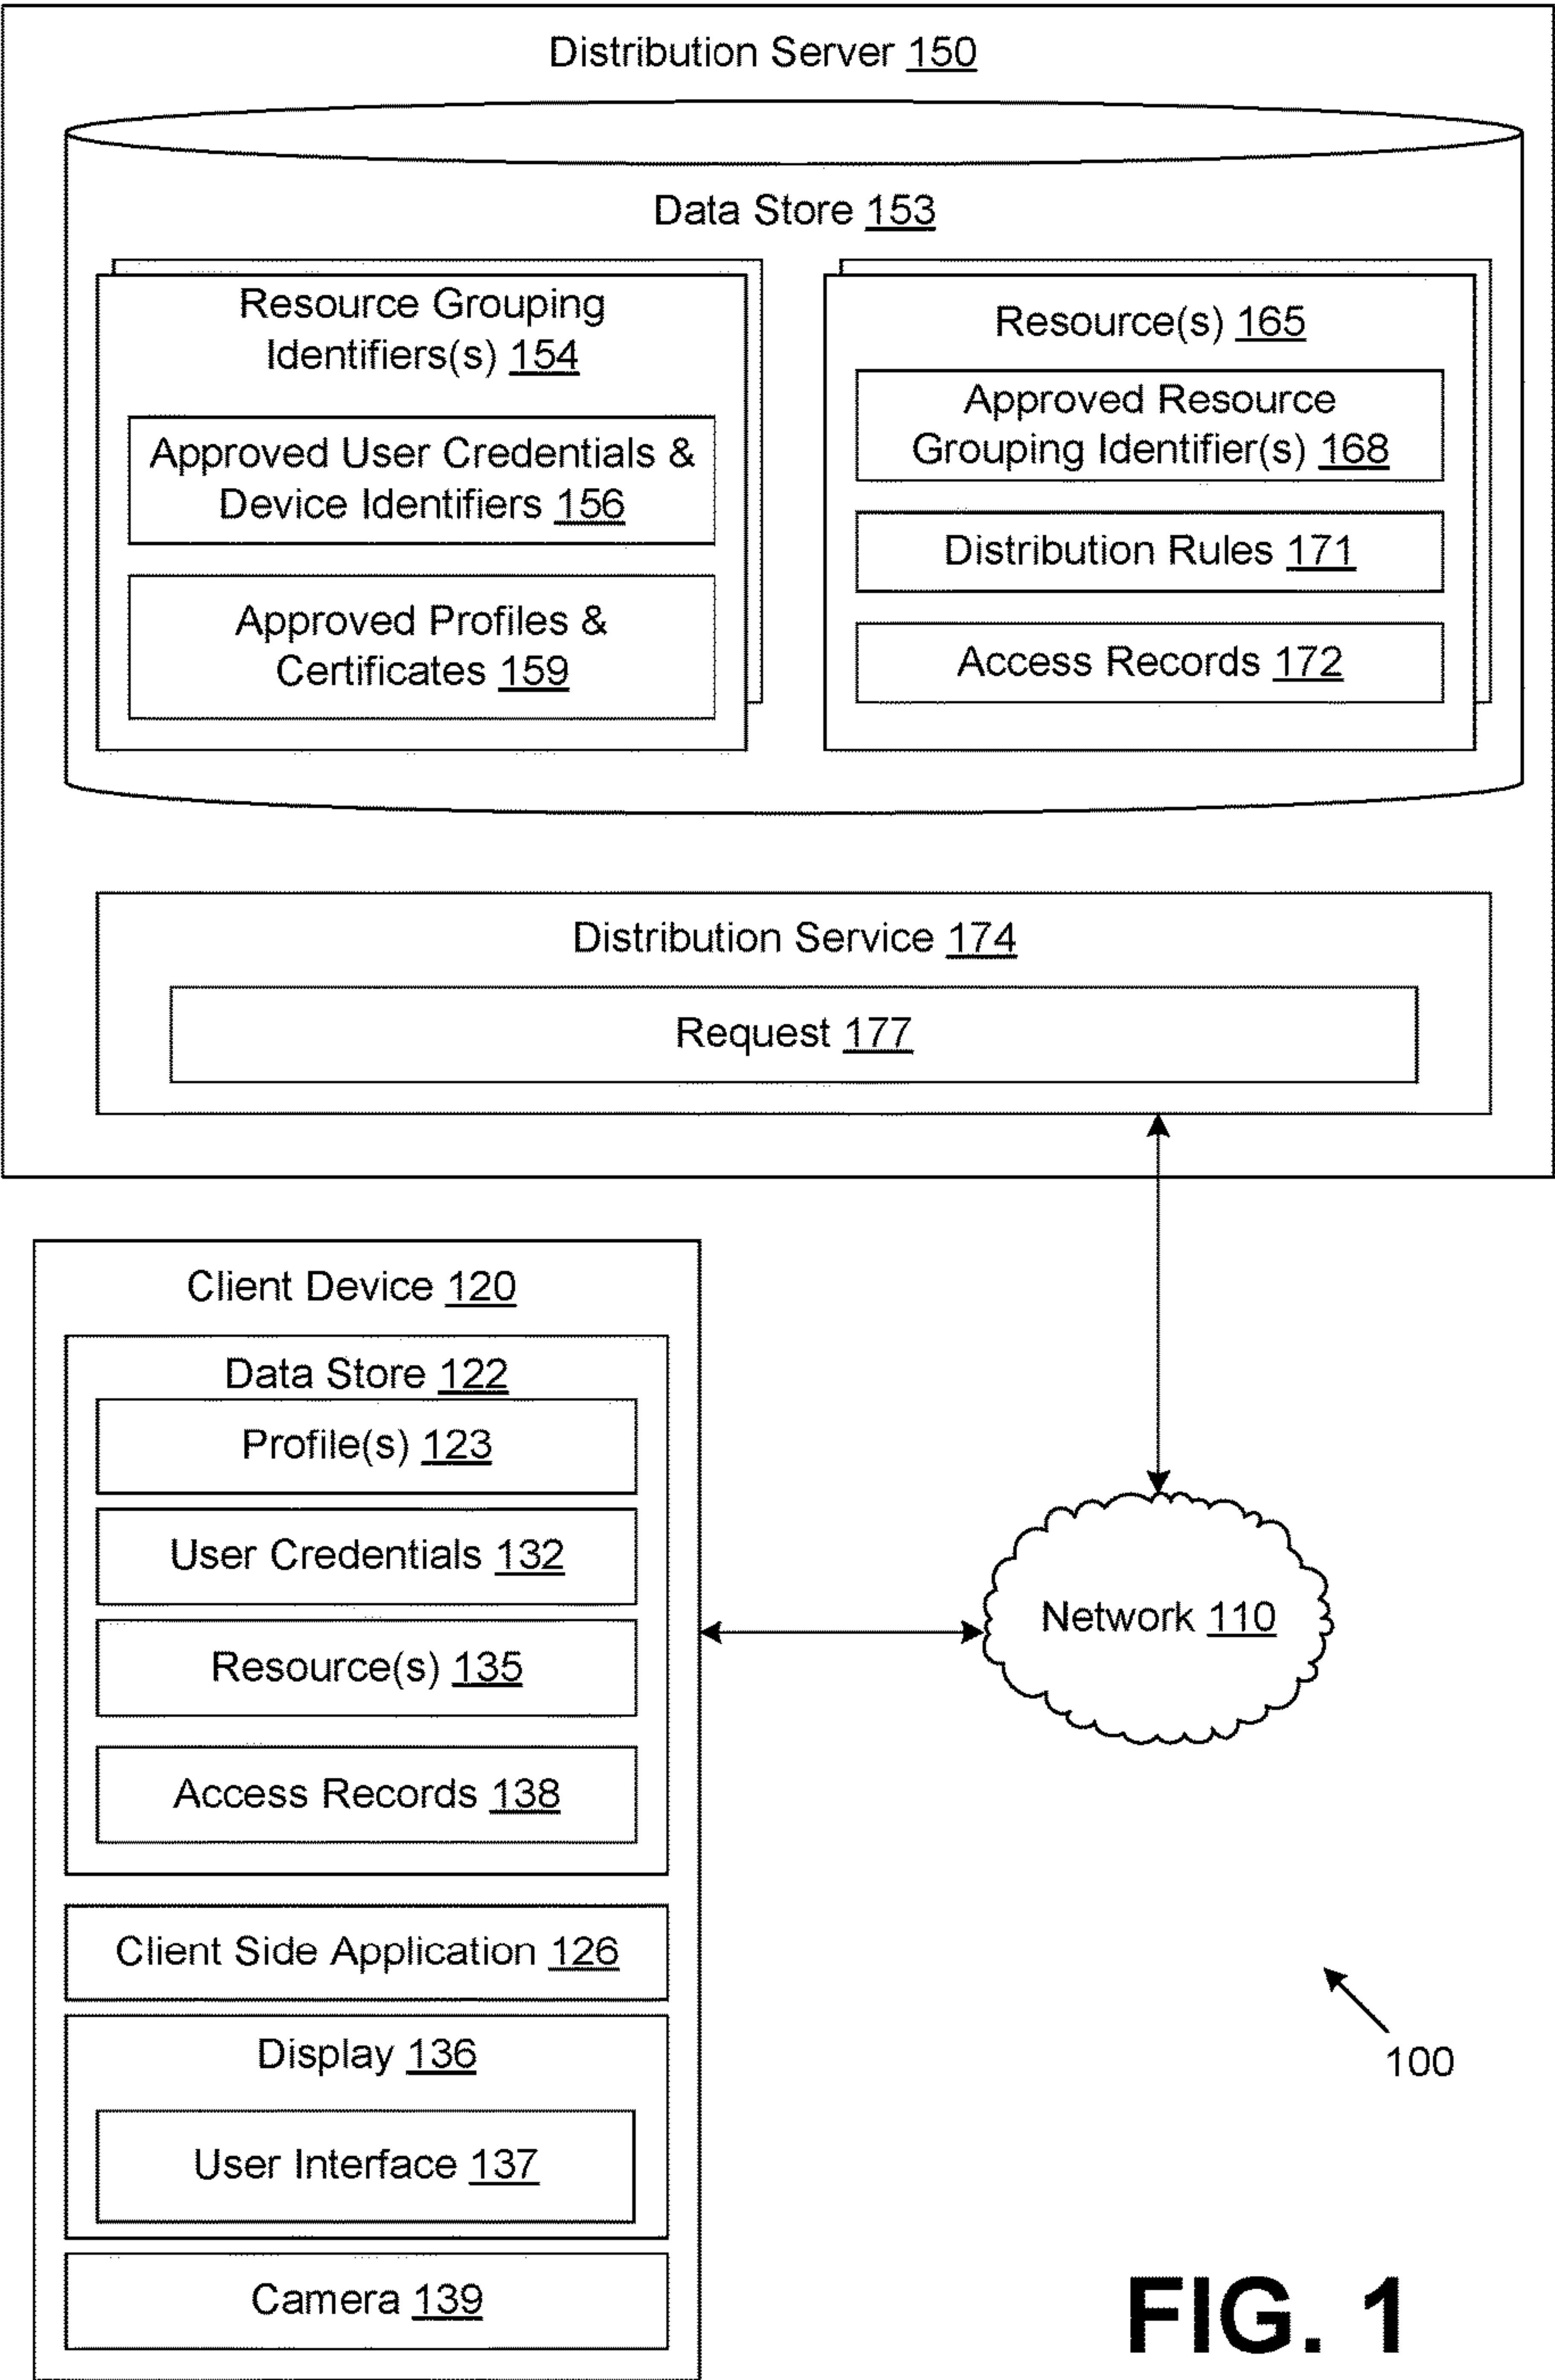 Distribution Server 150
Data Store 153
Resource Grouping
Identifiers(s) 154
Approved User Credentials &
Device Identifiers 156
Approved Profiles &
Certificates 159
Resource(s) 165
Approved Resource
Grouping Identifier(s) 168
Distribution Rules 171
Access Records 172
Distribution Service 174
Request 177
Client Device 120
Data Store 122
Profile(s) 123
User Credentials 132
Resource(s) 135
Access Records 138
Client Side Application 126
Display 136
User Interface 137
Camera 139
Network 110
100
FIG. 1